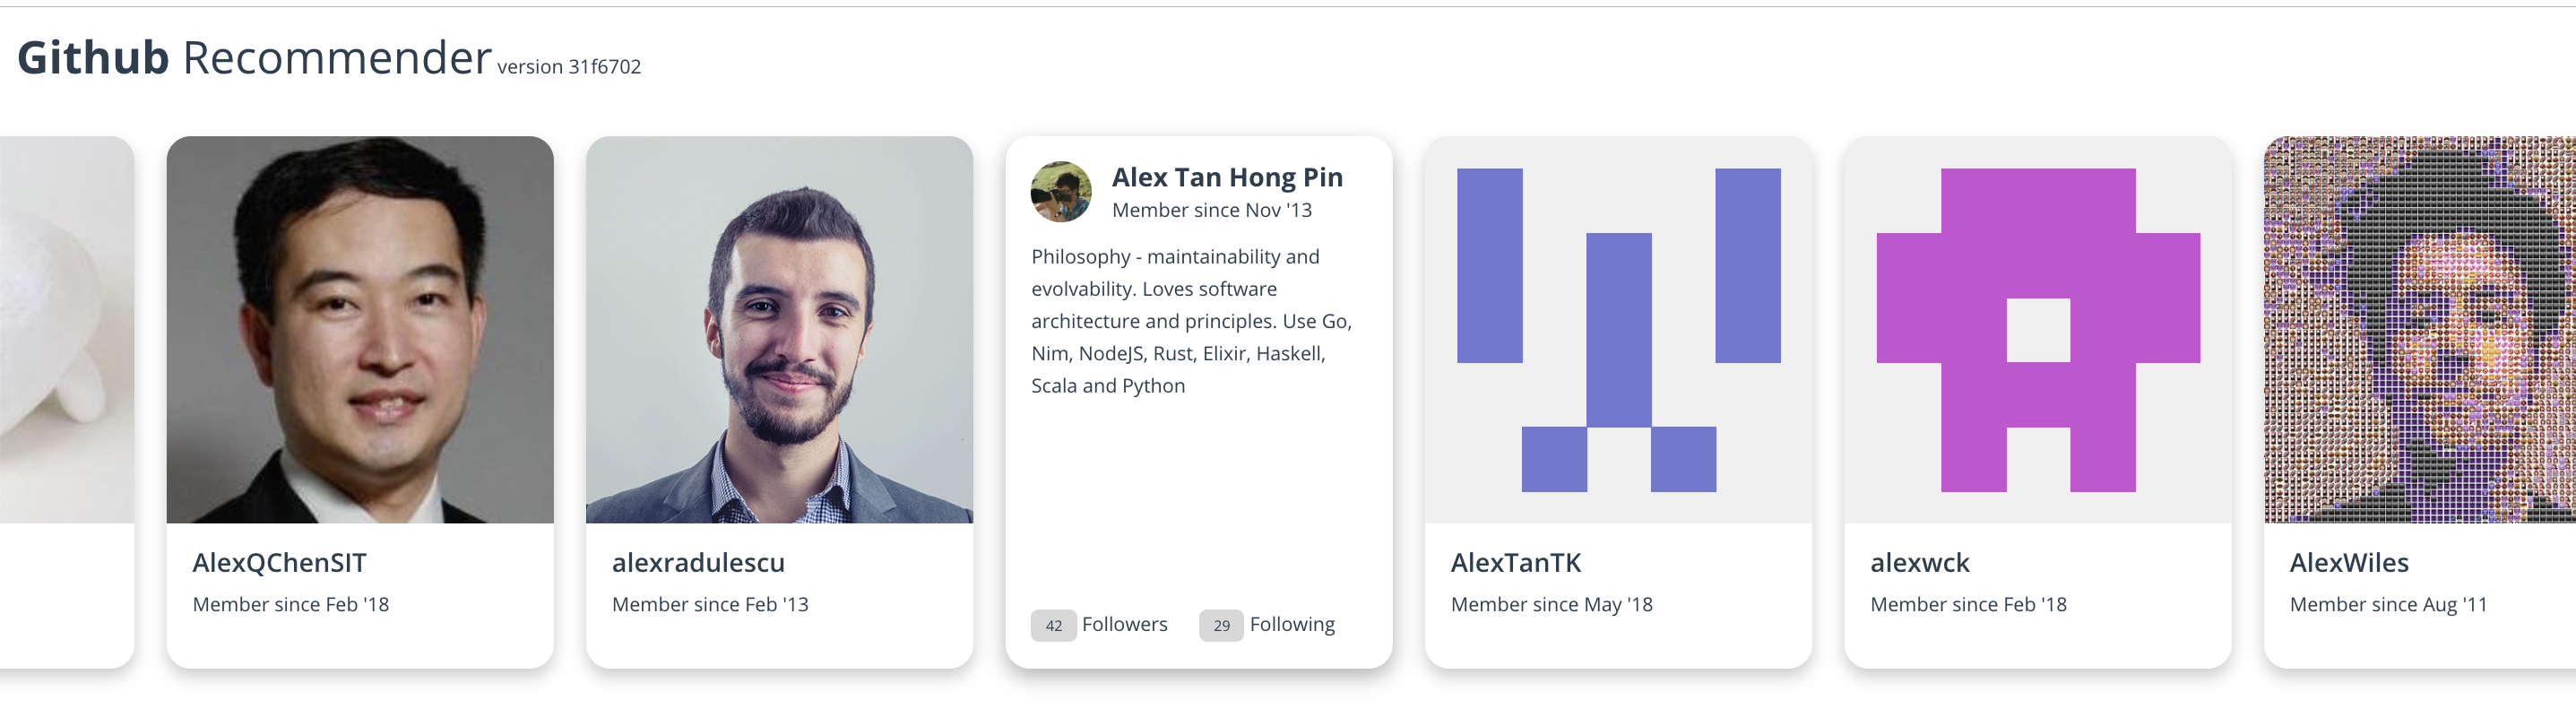 Github Recommender version 31f6702
AlexQChenSIT
Member since Feb '18
alexradulescu
Member since Feb '13
Alex Tan Hong Pin
Member since Nov '13
Philosophy - maintainability and
evolvability. Loves software
architecture and principles. Use Go,
Nim, NodeJS, Rust, Elixir, Haskell,
Scala and Python
42 Followers 29 Following
AlexTanTK
Member since May '18
alexwck
Member since Feb '18
AlexWiles
Member since Aug '11